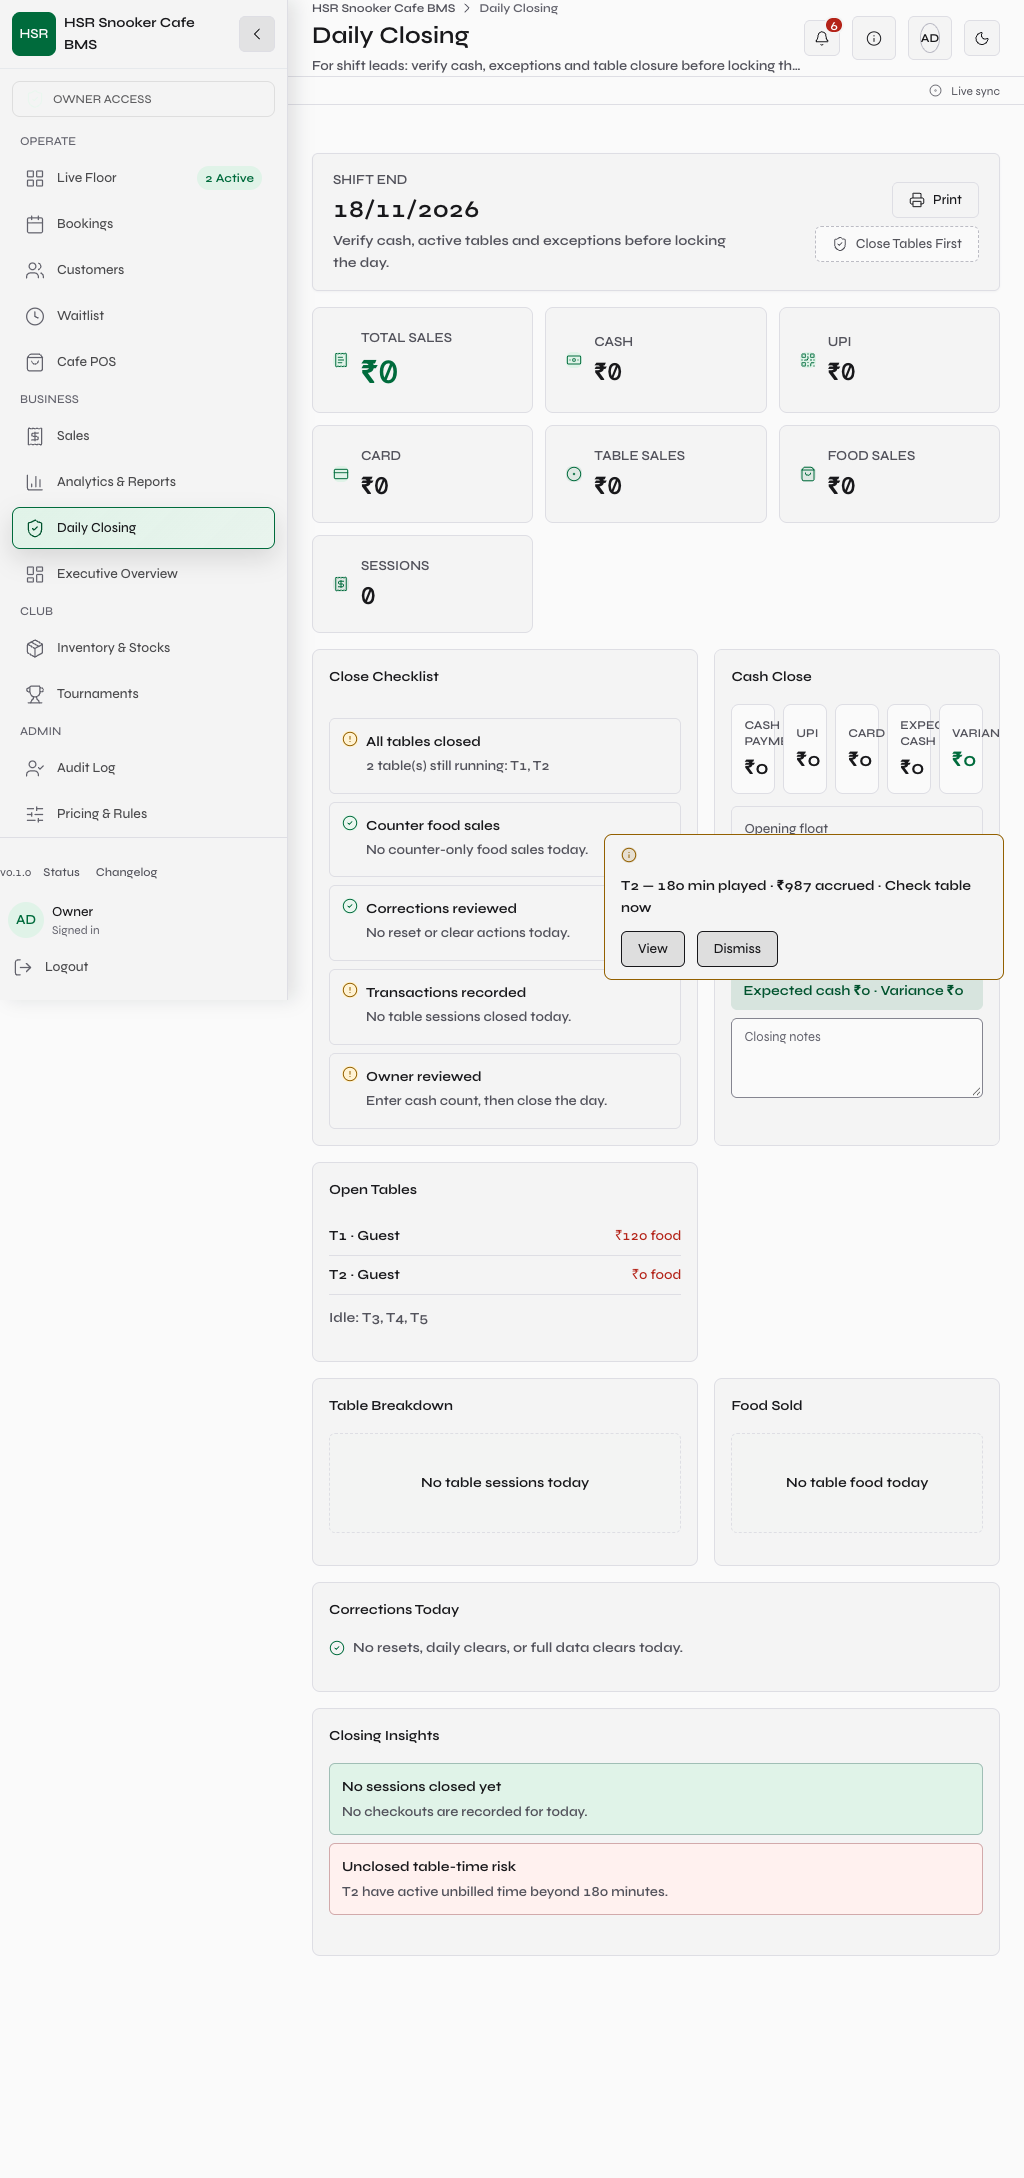 HSR
HSR Snooker Cafe
BMS
OWNER ACCESS
OPERATE
Live Floor
2 Active
Bookings
Customers
Waitlist
Cafe POS
BUSINESS
Sales
Analytics & Reports
Daily Closing
Executive Overview
CLUB
Inventory & Stocks
Tournaments
ADMIN
Audit Log
Pricing & Rules
v0.1.0 Status Changelog
AD
Owner
Signed in
Logout
HSR Snooker Cafe BMS > Daily Closing
Daily Closing
For shift leads: verify cash, exceptions and table closure before locking th…
6
AD
Live sync
SHIFT END
18/11/2026
Verify cash, active tables and exceptions before locking
the day.
Print
Close Tables First
TOTAL SALES
₹0
CASH
₹0
UPI
₹0
CARD
₹0
TABLE SALES
₹0
FOOD SALES
₹0
SESSIONS
0
Close Checklist
All tables closed
2 table(s) still running: T1, T2
Counter food sales
No counter-only food sales today.
Corrections reviewed
No reset or clear actions today.
Transactions recorded
No table sessions closed today.
Owner reviewed
Enter cash count, then close the day.
Cash Close
CASH
₹0
UPI
₹0
CARD
₹0
CASH
₹0
₹0
Opening float
T2 — 180 min played · ₹987 accrued · Check table
now
View
Dismiss
Expected cash ₹0 · Variance ₹0
Closing notes
Open Tables
T1 · Guest
₹120 food
T2 · Guest
₹0 food
Idle: T3, T4, T5
Table Breakdown
No table sessions today
Food Sold
No table food today
Corrections Today
No resets, daily clears, or full data clears today.
Closing Insights
No sessions closed yet
No checkouts are recorded for today.
Unclosed table-time risk
T2 have active unbilled time beyond 180 minutes.